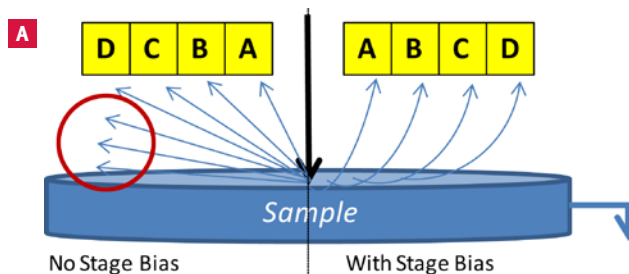 A
D C B A
A B C D
Sample
No Stage Bias
With Stage Bias